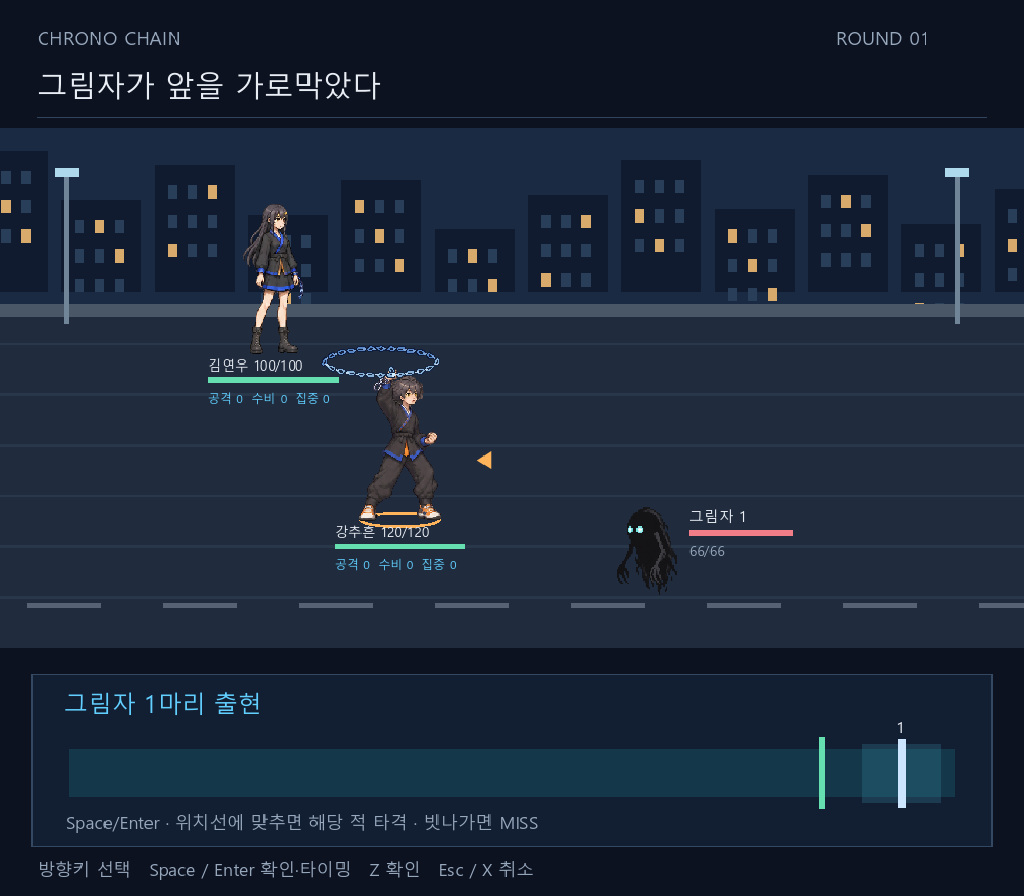 CHRONO CHAIN
ROUND 01
그림자가 앞을 가로막았다
김연우 100/100
공격 0 수비 0 집중 0
강추흔 120/120
공격 0 수비 0 집중 0
그림자 1
66/66
그림자 1마리 출현
1
Space/Enter · 위치선에 맞추면 해당 적 타격 · 빗나가면 MISS
방향키 선택 Space / Enter 확인·타이밍 Z 확인 Esc / X 취소